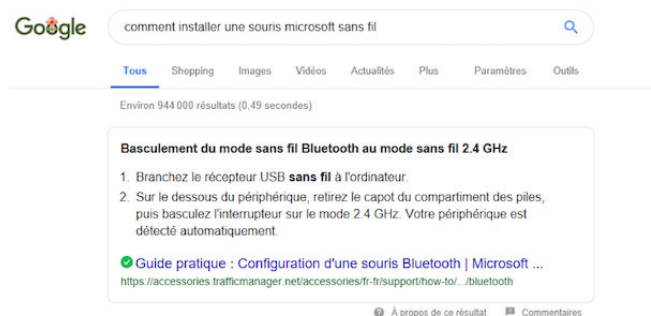 Google
comment installer une souris microsoft sans fil
Tous Shopping Images Vidéos Actualités Plus Paramètres Outils
Environ 944 000 résultats (0,49 secondes)
Basculement du mode sans fil Bluetooth au mode sans fil 2.4 GHz
1. Branchez le récepteur USB sans fil à l'ordinateur.
2. Sur le dessous du périphérique, retirez le capot du compartiment des piles,
puis basculez l'interrupteur sur le mode 2.4 GHz. Votre périphérique est
détecté automatiquement.
Guide pratique : Configuration d'une souris Bluetooth | Microsoft ...
https://accessories.trafficmanager.net/accessories/fr-fr/support/how-to/.../bluetooth
À propos de ce résultat Commentaires